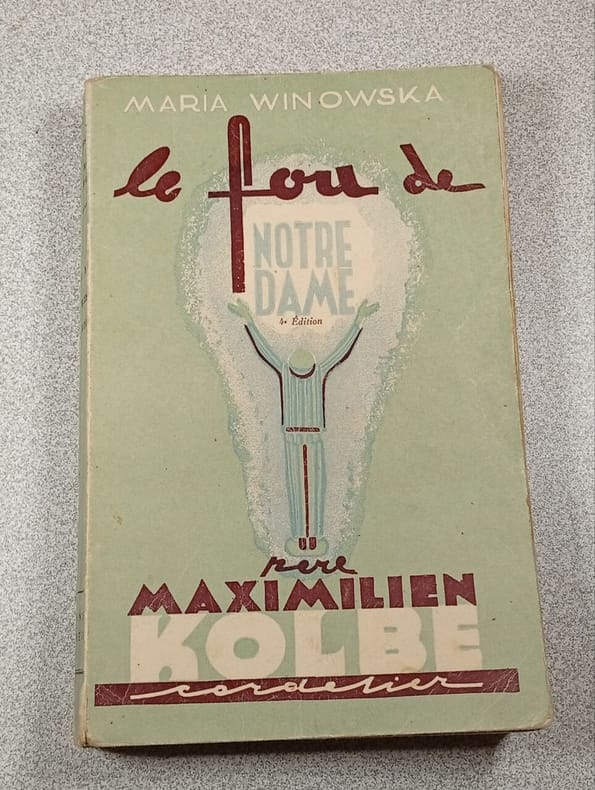 MARIA WINOWSKA
le fou de
NOTRE
DAME
4e Édition
père
MAXIMILIEN
KOLBE
cordelier